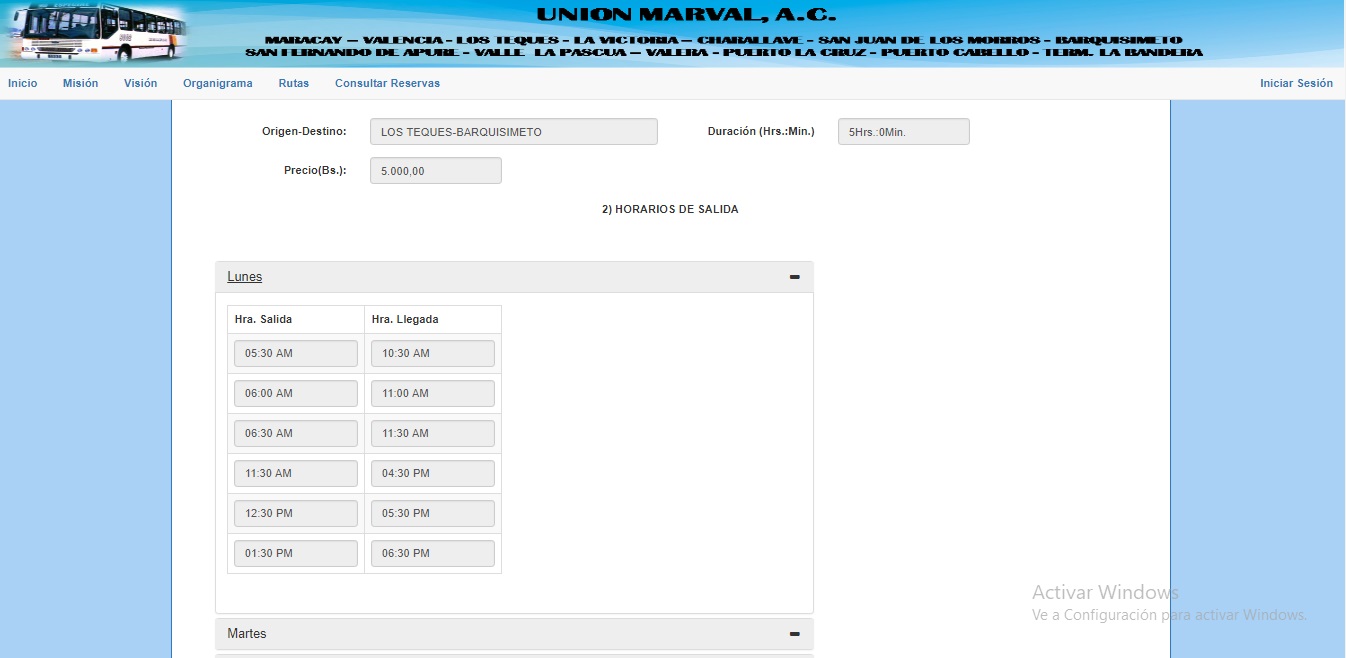 UNION MARVAL, A.C.
MARACAY – VALENCIA - LOS TEQUES - LA VICTORIA – CHARALLAVE - SAN JUAN DE LOS MORROS - BARQUISIMETO
SAN FERNANDO DE APURE - VALLE LA PASCUA – VALERA - PUERTO LA CRUZ - PUERTO CABELLO - TERM. LA BANDERA
Inicio Misión Visión Organigrama Rutas Consultar Reservas Iniciar Sesión
Origen-Destino: LOS TEQUES-BARQUISIMETO Duración (Hrs.:Min.) 5Hrs.:0Min.
Precio(Bs.): 5.000,00
2) HORARIOS DE SALIDA
Lunes
Hra. Salida Hra. Llegada
05:30 AM 10:30 AM
06:00 AM 11:00 AM
06:30 AM 11:30 AM
11:30 AM 04:30 PM
12:30 PM 05:30 PM
01:30 PM 06:30 PM
Activar Windows
Ve a Configuración para activar Windows.
Martes